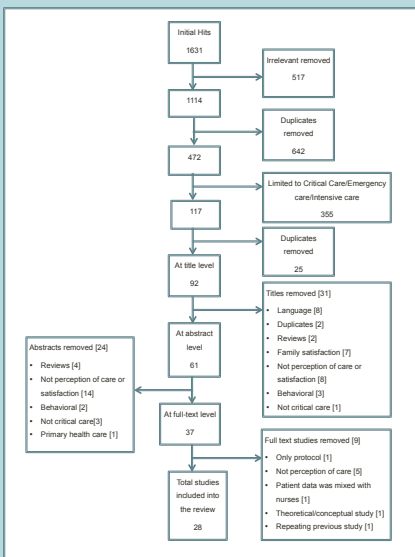 Initial Hits
1631
Irrelevant removed
517
1114
Duplicates
removed
642
472
Limited to Critical Care/Emergency
care/Intensive care
355
117
Duplicates
removed
25
At title level
92
Titles removed [31]
• Language [8]
• Duplicates [2]
• Reviews [2]
• Family satisfaction [7]
• Not perception of care or
satisfaction [8]
• Behavioral [3]
• Not critical care [1]
At abstract
level
61
Abstracts removed [24]
• Reviews [4]
• Not perception of care or
satisfaction [14]
• Behavioral [2]
• Not critical care[3]
• Primary health care [1]
At full-text level
37
Full text studies removed [9]
• Only protocol [1]
• Not perception of care [5]
• Patient data was mixed with
nurses [1]
• Theoretical/conceptual study [1]
• Repeating previous study [1]
Total studies
included into
the review
28